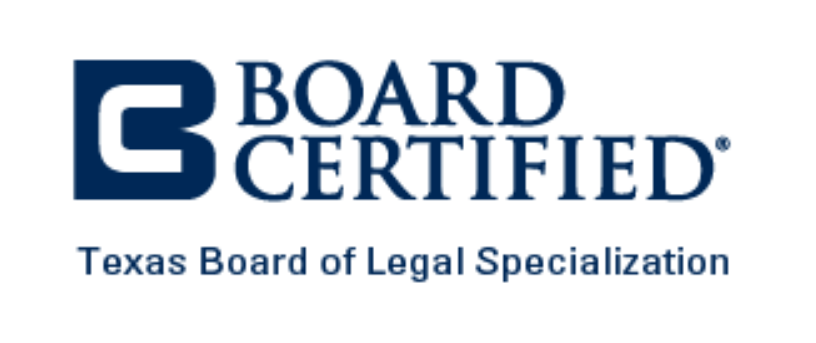 BOARD
CERTIFIED®
Texas Board of Legal Specialization